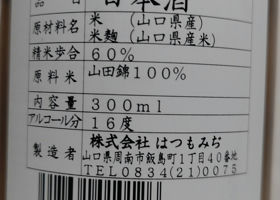 品名 日本酒
原材料名 米 (山口県産)
米麹 (山口県産米)
精米歩合 60%
原料米 山田錦100%
内容量 300ml
アルコール分 16度
製造者 株式会社 はつもみぢ
山口県周南市飯島町1丁目40番地
TEL0834(21)0075